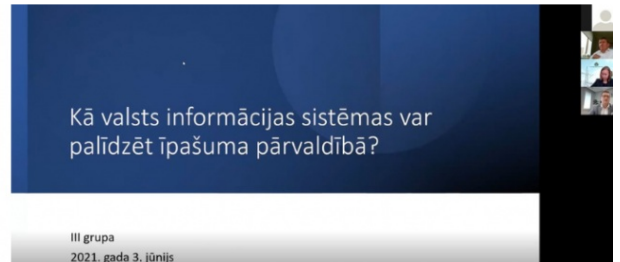 Kā valsts informācijas sistēmas var
palīdzēt īpašuma pārvaldībā?
III grupa
2021. gada 3. jūnijs